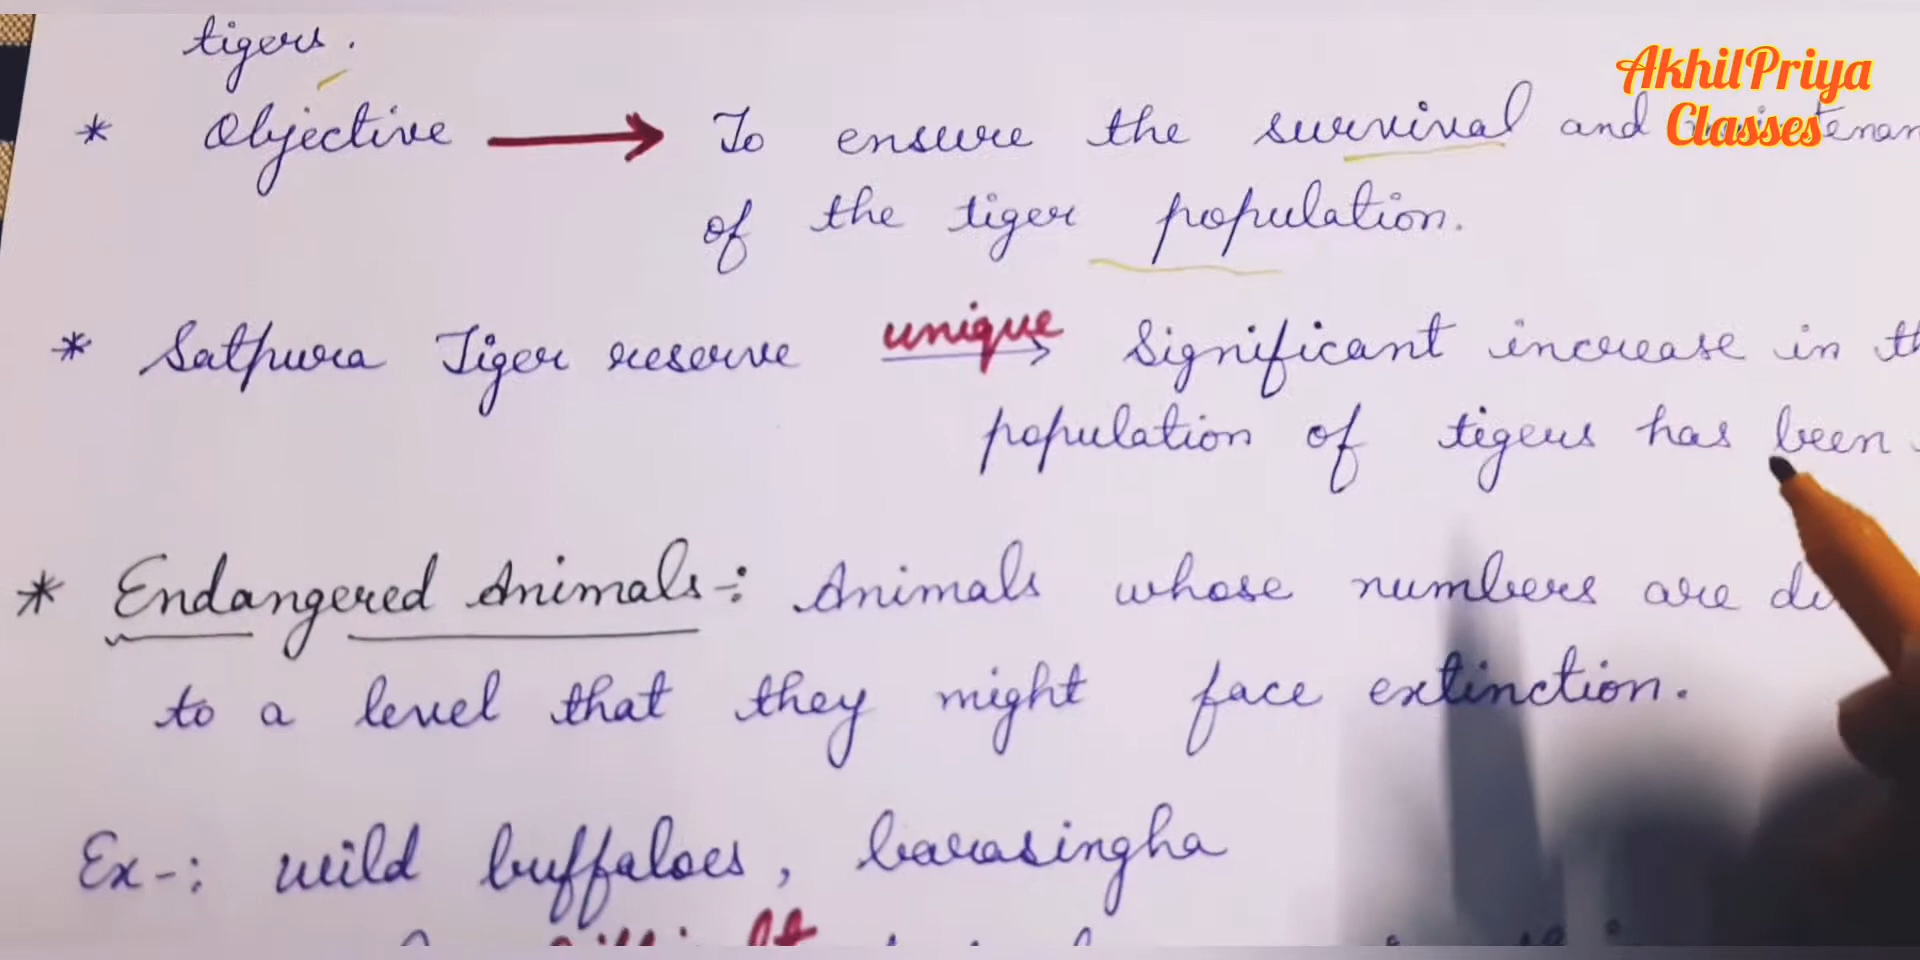 tigers.
* Objective → To ensure the survival and
of the tiger population.
* Satpura Tiger reserve unique → Significant increase in
population of tigers has been
* Endangered Animals -: Animals whose numbers are
to a level that they might face extinction.
Ex-: wild buffaloes, barasingha
AkhilPriya
Classes